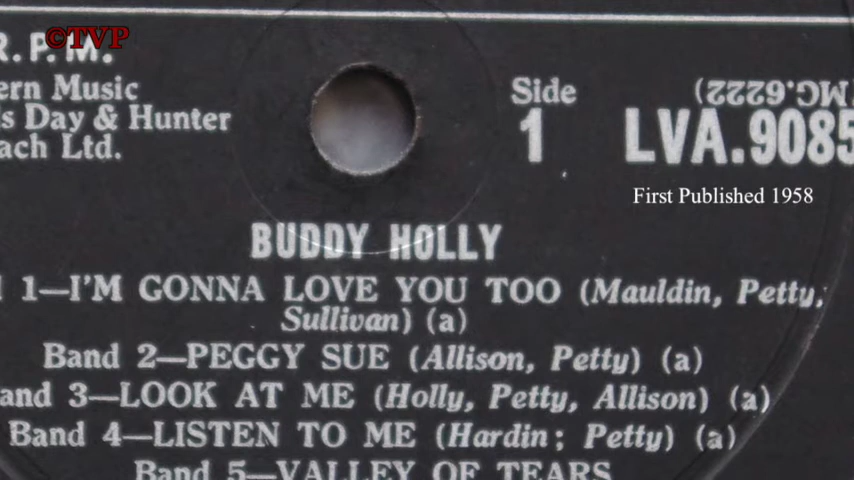 ©TVP
R.P.M.
ern Music
s Day & Hunter
ach Ltd.
Side
1
(MC.6222)
LVA.9085
First Published 1958
BUDDY HOLLY
1—I'M GONNA LOVE YOU TOO (Mauldin, Petty,
Sullivan) (a)
Band 2—PEGGY SUE (Allison, Petty) (a)
and 3—LOOK AT ME (Holly, Petty, Allison) (a)
Band 4—LISTEN TO ME (Hardin; Petty) (a)
Band 5—VALLEY OF TEARS